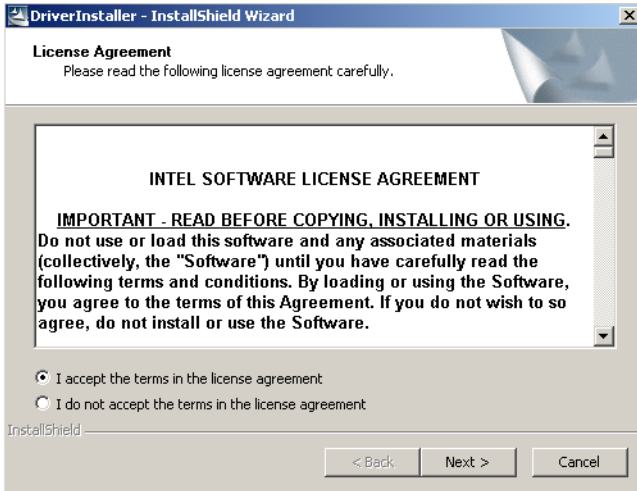 DriverInstaller - InstallShield Wizard
License Agreement
Please read the following license agreement carefully.
INTEL SOFTWARE LICENSE AGREEMENT
IMPORTANT - READ BEFORE COPYING, INSTALLING OR USING.
Do not use or load this software and any associated materials
(collectively, the "Software") until you have carefully read the
following terms and conditions. By loading or using the Software,
you agree to the terms of this Agreement. If you do not wish to so
agree, do not install or use the Software.
I accept the terms in the license agreement
I do not accept the terms in the license agreement
InstallShield
< Back
Next >
Cancel